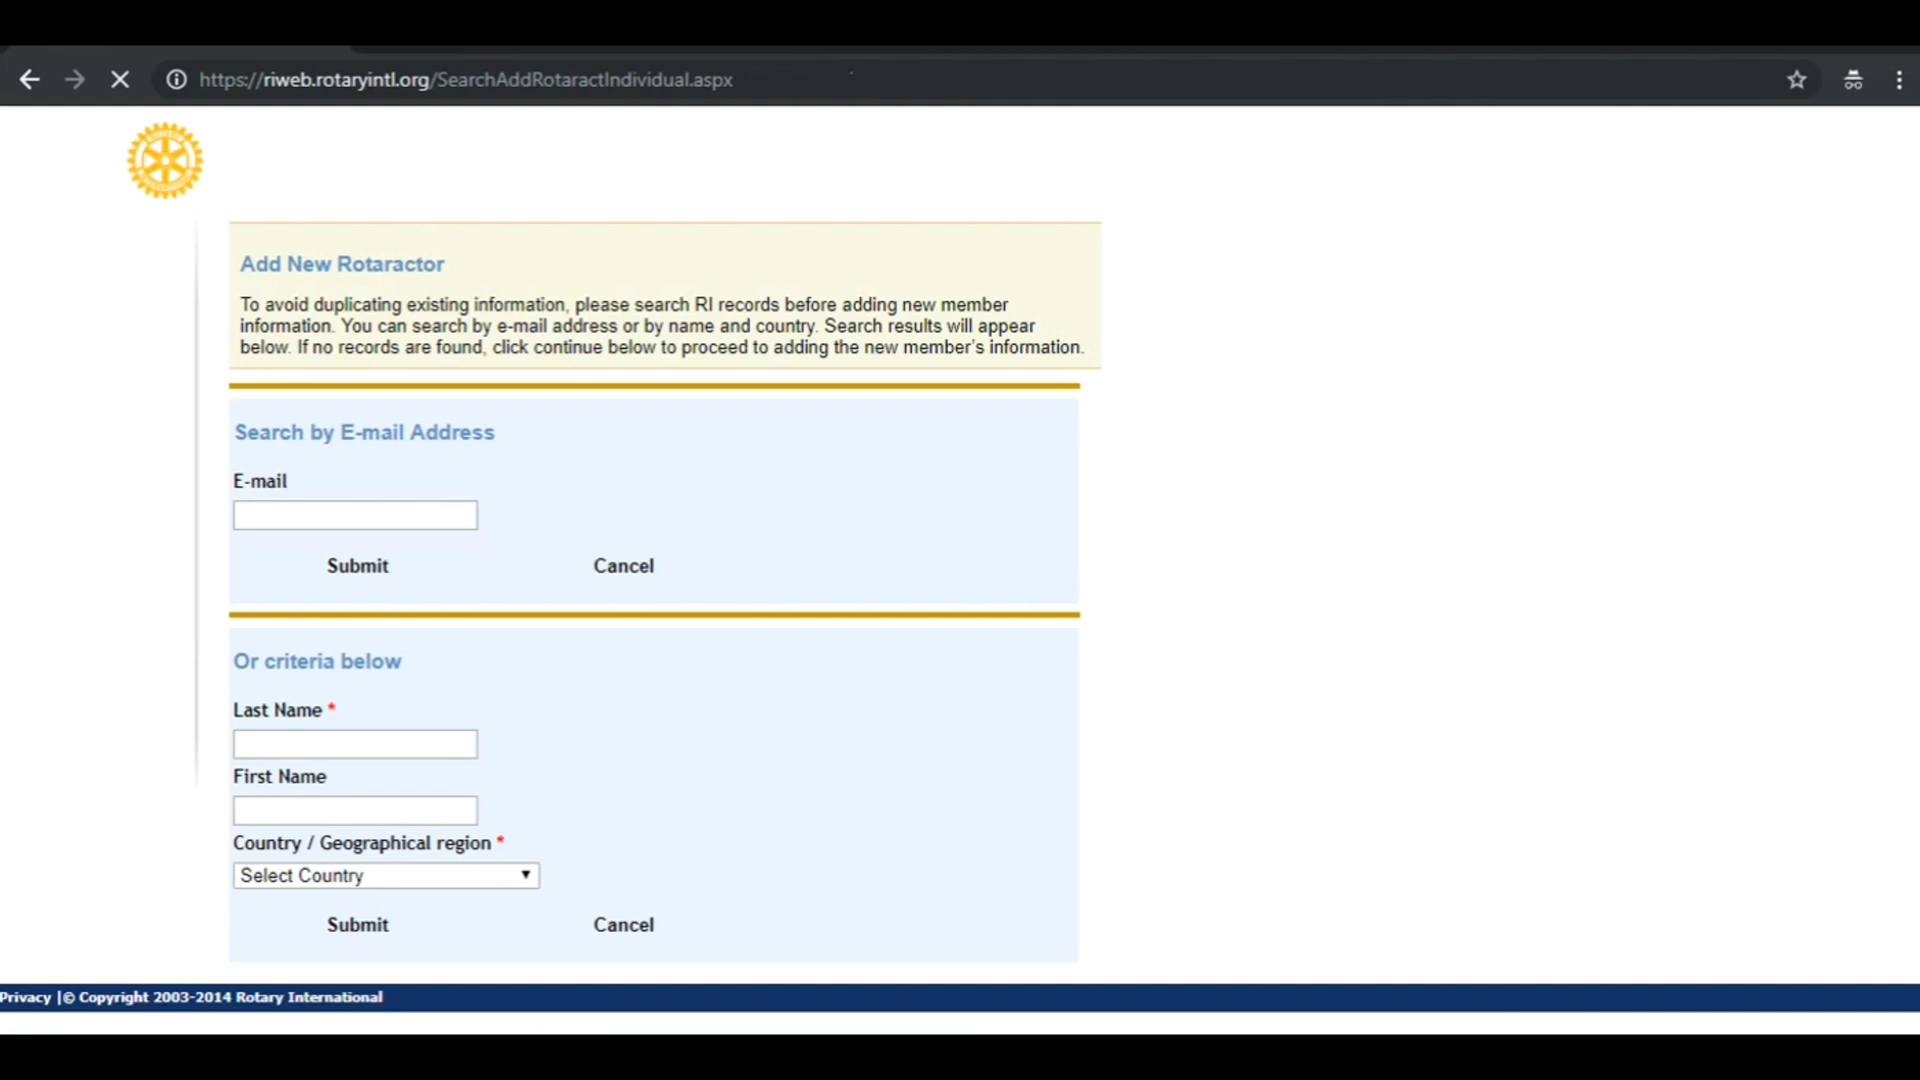 https://riweb.rotaryintl.org/SearchAddRotaractIndividual.aspx
Add New Rotaractor
To avoid duplicating existing information, please search RI records before adding new member
information. You can search by e-mail address or by name and country. Search results will appear
below. If no records are found, click continue below to proceed to adding the new member's information.
Search by E-mail Address
E-mail
Submit Cancel
Or criteria below
Last Name *
First Name
Country / Geographical region *
Select Country
Submit Cancel
Privacy |© Copyright 2003-2014 Rotary International